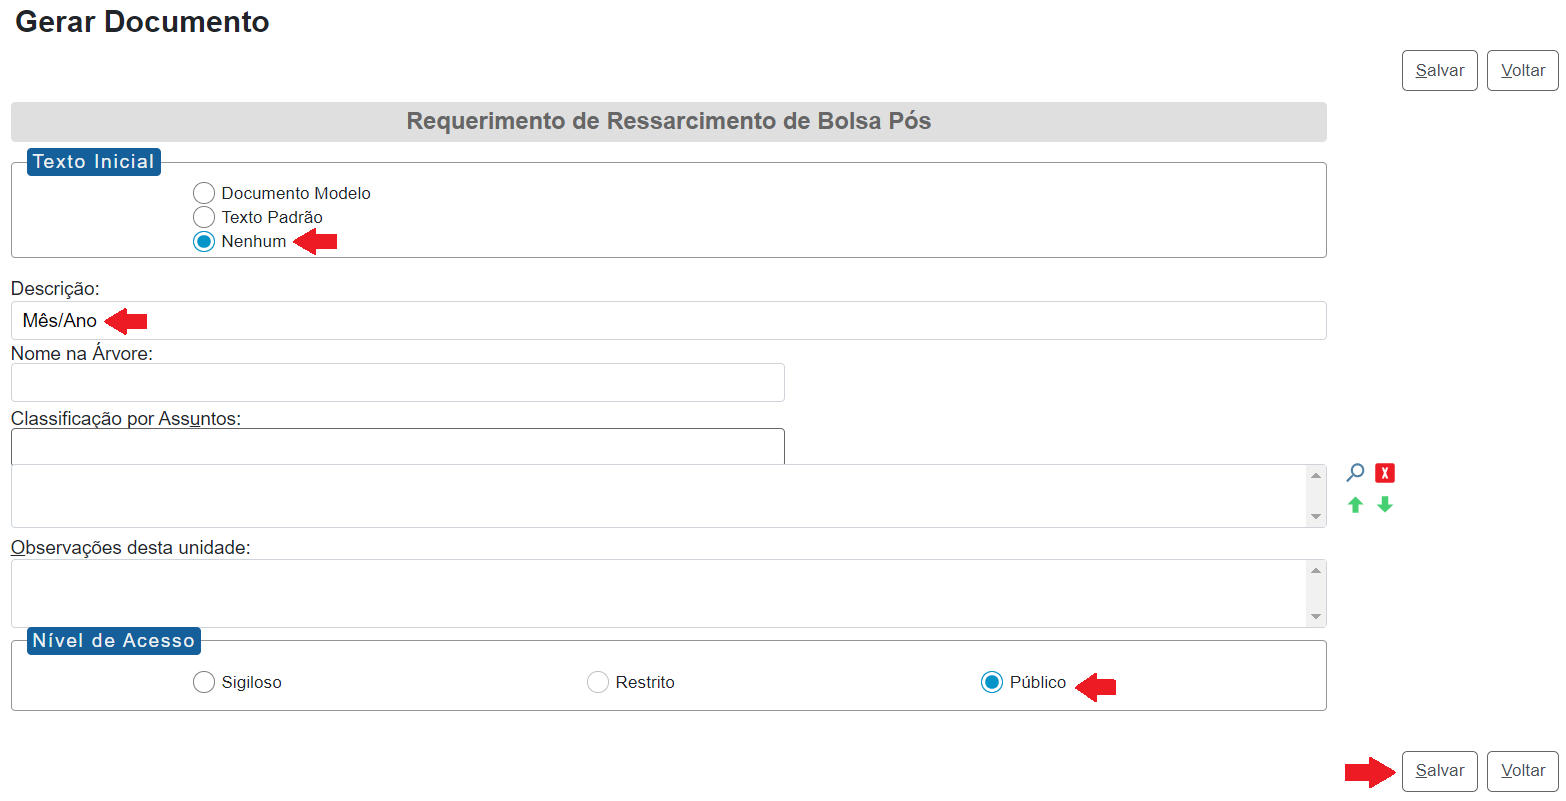 Gerar Documento
Salvar Voltar
Requerimento de Ressarcimento de Bolsa Pós
Texto Inicial
Documento Modelo
Texto Padrão
Nenhum
Descrição:
Mês/Ano
Nome na Árvore:
Classificação por Assuntos:
X
Observações desta unidade:
Nível de Acesso
Sigiloso Restrito Público
Salvar Voltar